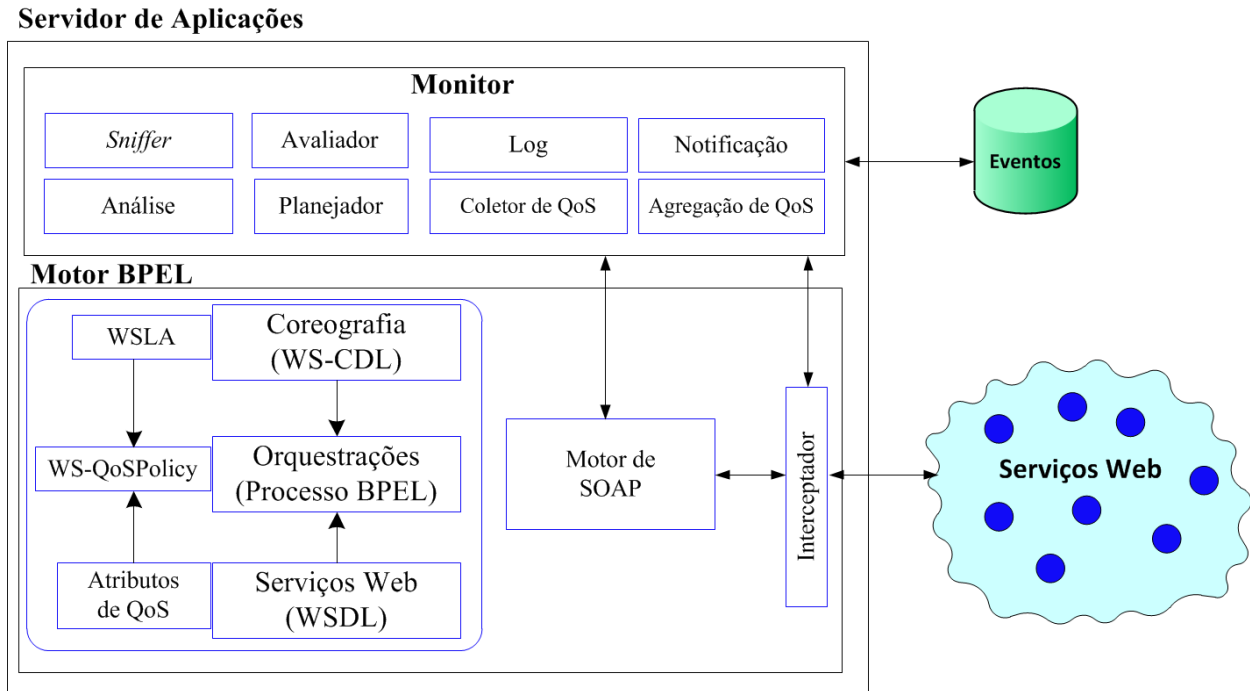 Servidor de Aplicações
Monitor
Sniffer
Avaliador
Log
Notificação
Análise
Planejador
Coletor de QoS
Agregação de QoS
Eventos
Motor BPEL
WSLA
Coreografia
(WS-CDL)
WS-QoSPolicy
Orquestrações
(Processo BPEL)
Atributos
de QoS
Serviços Web
(WSDL)
Motor de
SOAP
Interceptador
Serviços Web